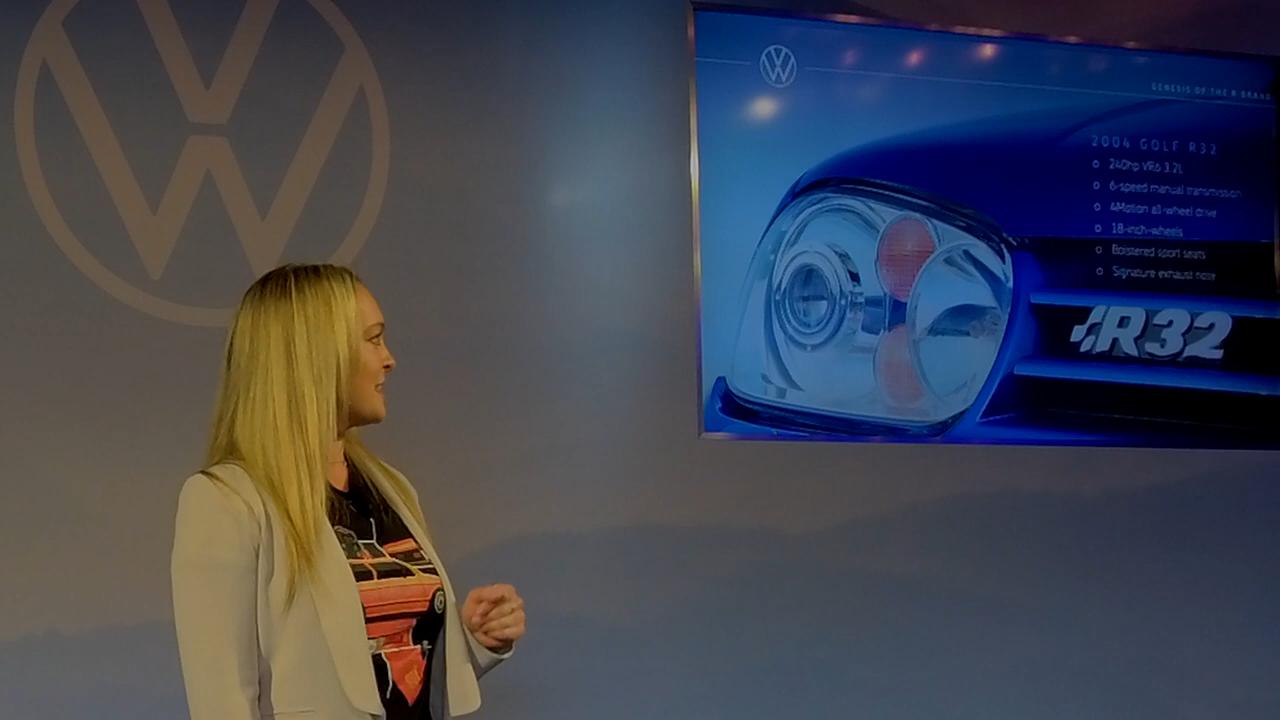 GENESIS OF THE R BRAND
2004 GOLF R32
240hp VR6 3.2L
6-speed manual transmission
4Motion all-wheel drive
18-inch-wheels
Bolstered sport seats
Signature exhaust note
R32